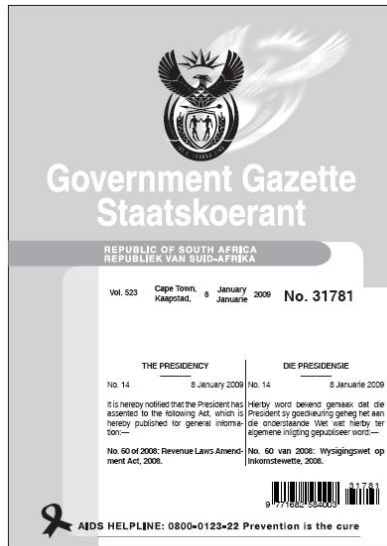 Government Gazette
Staatskoerant
REPUBLIC OF SOUTH AFRICA
REPUBLIEK VAN SUID-AFRIKA
Vol. 523 Cape Town, Kaapstad, 8 January Januarie 2009 No. 31781
THE PRESIDENCY
No. 14 8 January 2009
It is hereby notified that the President has
assented to the following Act, which is
hereby published for general informa-
tion:—
No. 60 of 2008: Revenue Laws Amend-
ment Act, 2008.
DIE PRESIDENSIE
No. 14 8 Januarie 2009
Hierby word bekend gemaak dat die
President sy goedkeuring geheg het aan
die onderstaande Wet wat hierby ter
algemene inligting gepubliseer word:—
No. 60 van 2008: Wysigingswet op
Inkomstewette, 2008.
31781
9 771682 584003
AIDS HELPLINE: 0800-0123-22 Prevention is the cure